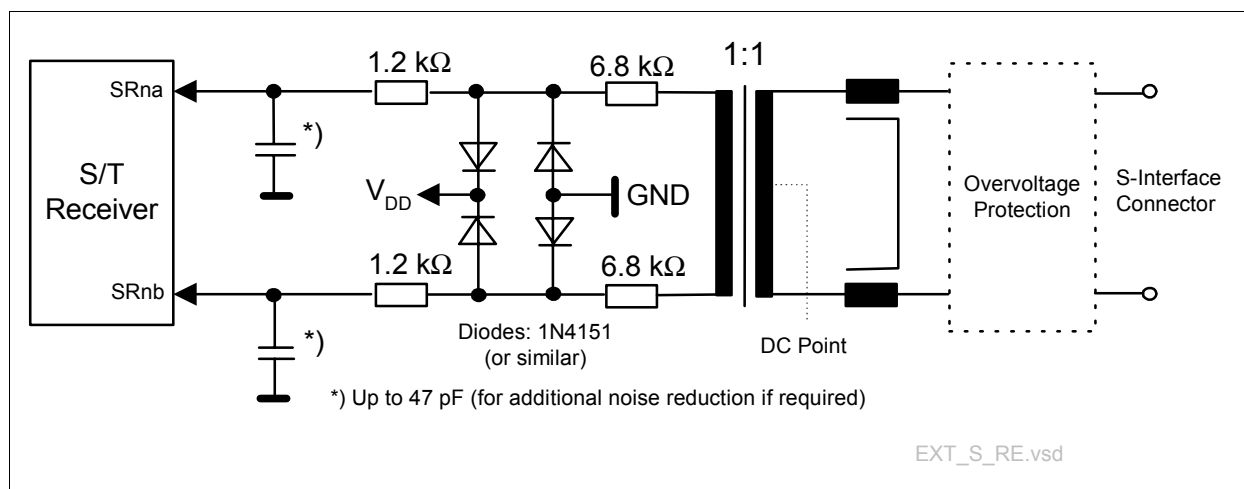 1:1
1.2 kΩ
6.8 kΩ
SRna
*)
S/T
Receiver
VDD
GND
Overvoltage
Protection
S-Interface
Connector
1.2 kΩ
6.8 kΩ
SRnb
*)
Diodes: 1N4151
(or similar)
DC Point
*) Up to 47 pF (for additional noise reduction if required)
EXT_S_RE.vsd